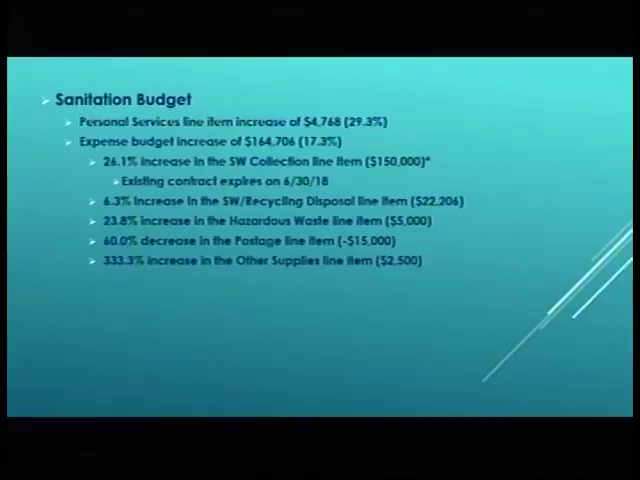 Sanitation Budget
Personal Services line item increase of $4,768 (29.3%)
Expense budget increase of $164,706 (17.3%)
26.1% increase in the SW Collection line item ($150,000)*
Existing contract expires on 6/30/18
6.3% increase in the SW/Recycling Disposal line item ($22,206)
23.8% increase in the Hazardous Waste line item ($5,000)
60.0% decrease in the Postage line item (-$15,000)
333.3% increase in the Other Supplies line item ($2,500)